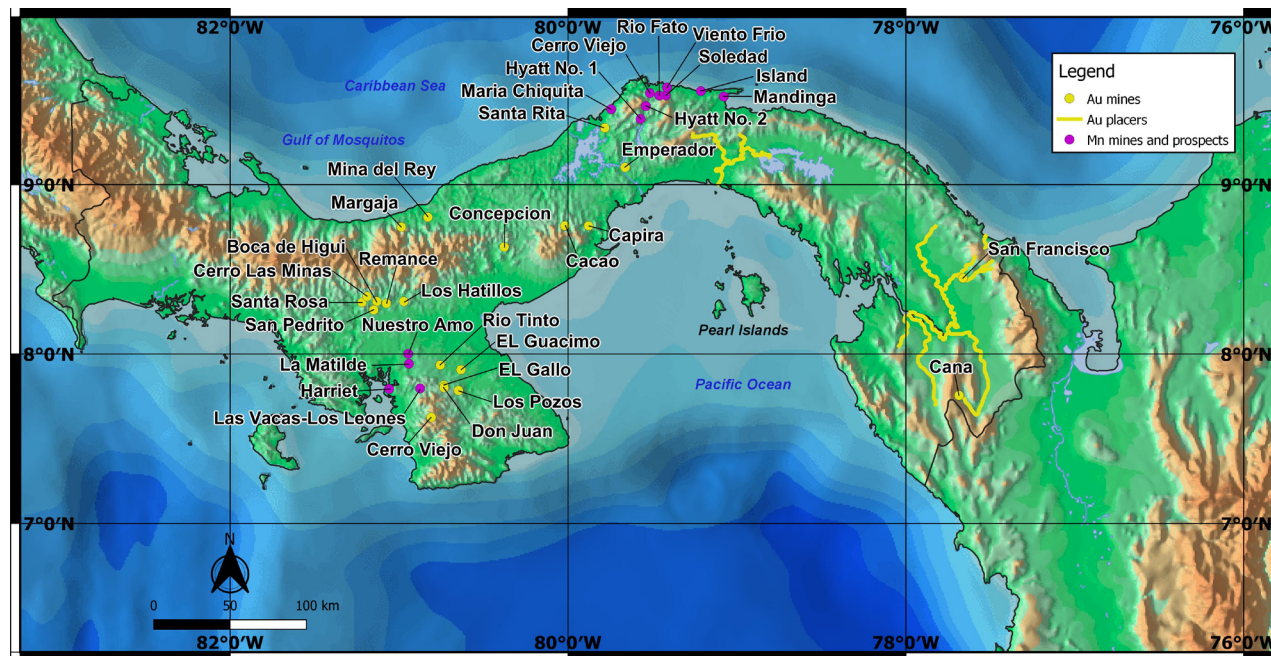 82°0'W
80°0'W
78°0'W
76°0'W
Rio Fato
Viento Frio
Cerro Viejo
Soledad
Hyatt No. 1
Island
Caribbean Sea
Maria Chiquita
Mandinga
Santa Rita
Hyatt No. 2
Legend
Au mines
Au placers
Mn mines and prospects
Gulf of Mosquitos
Emperador
Mina del Rey
9°0'N
9°0'N
Margaja
Concepcion
Boca de Higui
Remance
Capira
San Francisco
Cerro Las Minas
Cacao
Santa Rosa
Los Hatillos
San Pedrito
Nuestro Amo
Rio Tinto
Pearl Islands
EL Guacimo
8°0'N
8°0'N
La Matilde
EL Gallo
Cana
Harriet
Los Pozos
Pacific Ocean
Las Vacas-Los Leones
Don Juan
Cerro Viejo
7°0'N
7°0'N
N
0
50
100 km
82°0'W
80°0'W
78°0'W
76°0'W